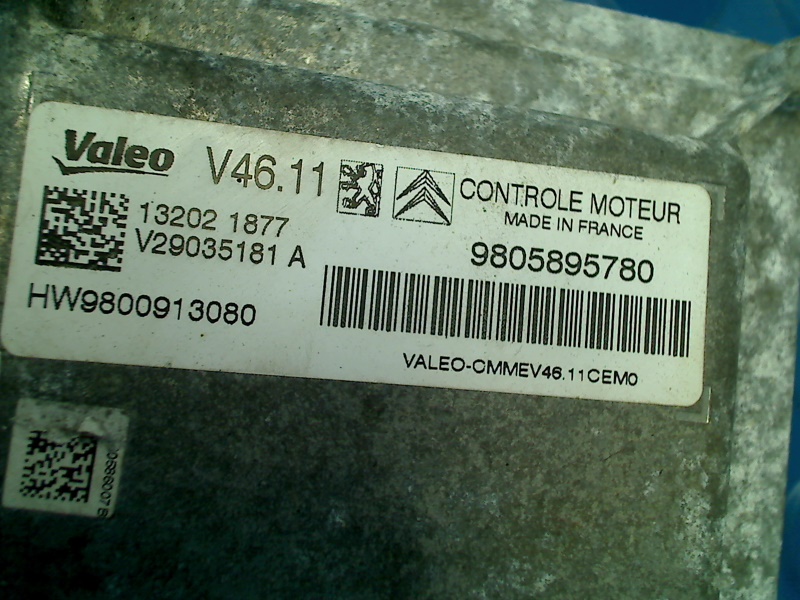 Valeo V46.11
CONTROLE MOTEUR
MADE IN FRANCE
13202 1877
V29035181 A
9805895780
HW9800913080
VALEO-CMMEV46.11CEM0